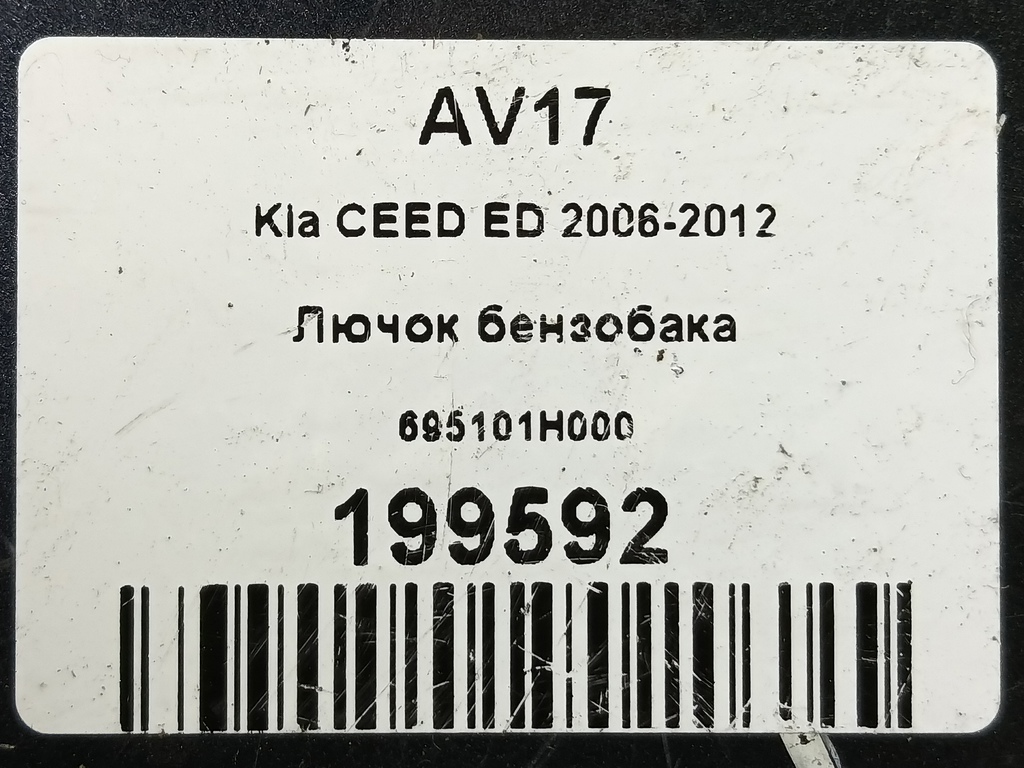 AV17
Kia CEED ED 2006-2012
Лючок бензобака
695101H000
199592